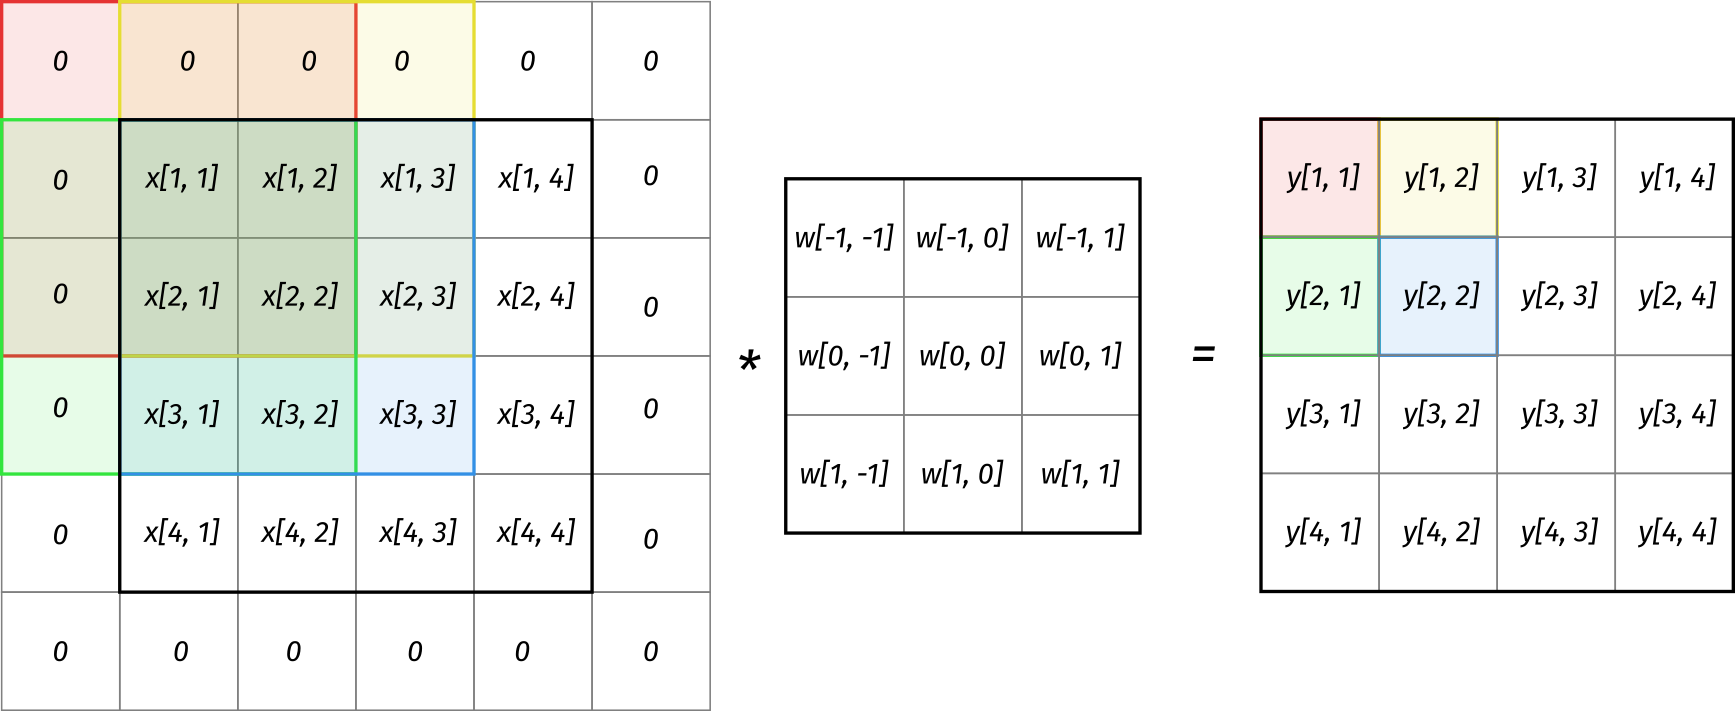 0 0 0 0 0 0
0 x[1, 1] x[1, 2] x[1, 3] x[1, 4] 0
0 x[2, 1] x[2, 2] x[2, 3] x[2, 4] 0
0 x[3, 1] x[3, 2] x[3, 3] x[3, 4] 0
0 x[4, 1] x[4, 2] x[4, 3] x[4, 4] 0
0 0 0 0 0 0
*
w[-1, -1] w[-1, 0] w[-1, 1]
w[0, -1] w[0, 0] w[0, 1]
w[1, -1] w[1, 0] w[1, 1]
=
y[1, 1] y[1, 2] y[1, 3] y[1, 4]
y[2, 1] y[2, 2] y[2, 3] y[2, 4]
y[3, 1] y[3, 2] y[3, 3] y[3, 4]
y[4, 1] y[4, 2] y[4, 3] y[4, 4]